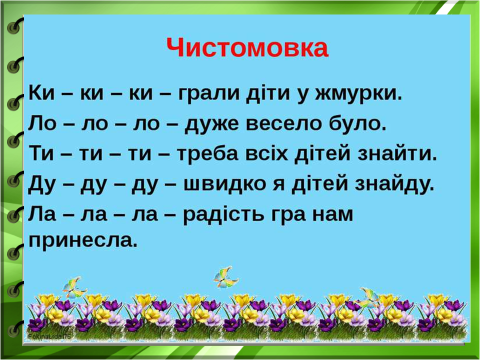 Чистомовка
Ки – ки – ки – грали діти у жмурки.
Ло – ло – ло – дуже весело було.
Ти – ти – ти – треба всіх дітей знайти.
Ду – ду – ду – швидко я дітей знайду.
Ла – ла – ла – радість гра нам
принесла.